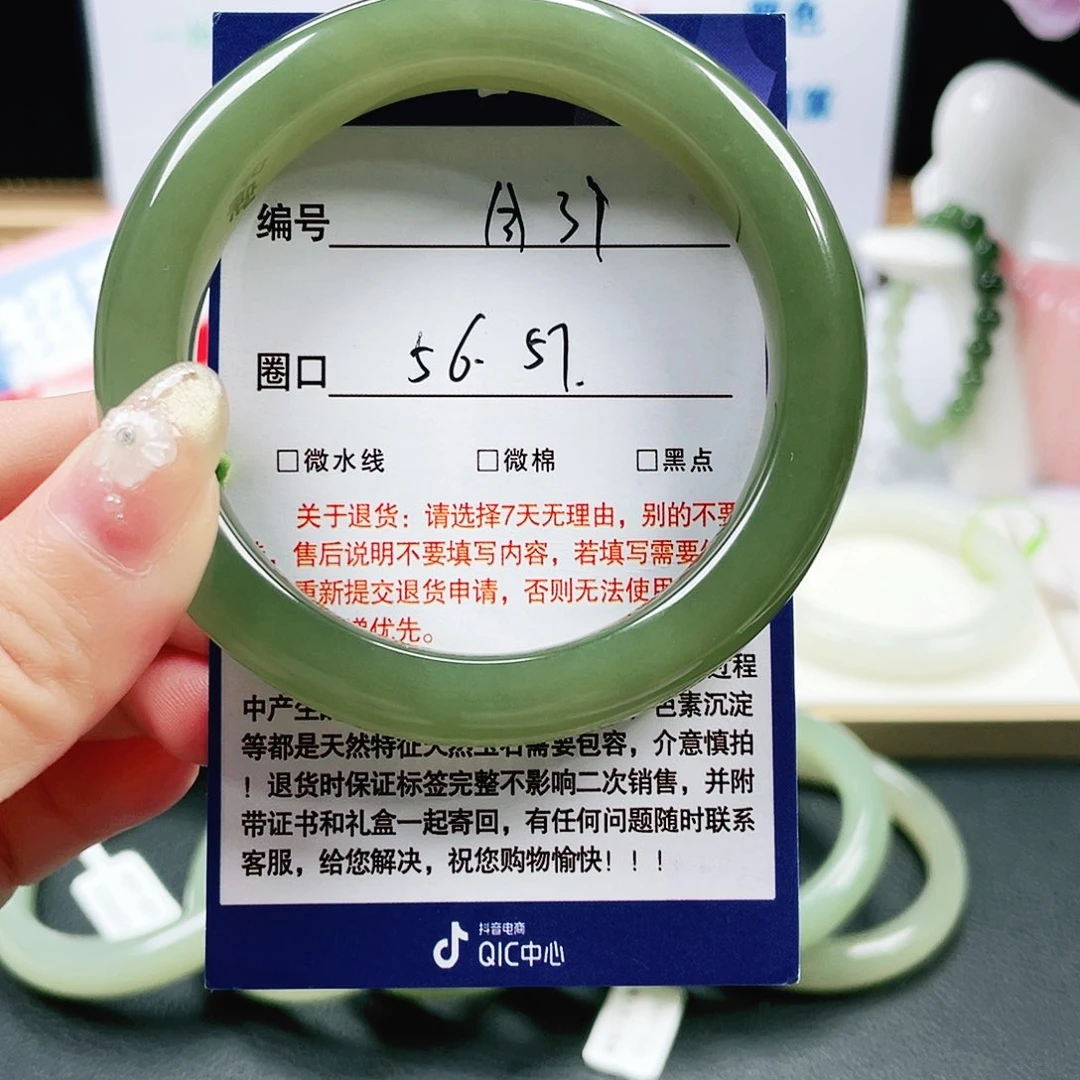 编号 31
圈口 56. 57.
□微水线 □微棉 □黑点
关于退货：请选择7天无理由，别的不要
售后说明不要填写内容，若填写需要
重新提交退货申请，否则无法使用
优先。
过程
中产生 色素沉淀
等都是天然特征天然玉石需要包容，介意慎拍
！退货时保证标签完整不影响二次销售，并附
带证书和礼盒一起寄回，有任何问题随时联系
客服，给您解决，祝您购物愉快！！！
抖音电商
QIC中心